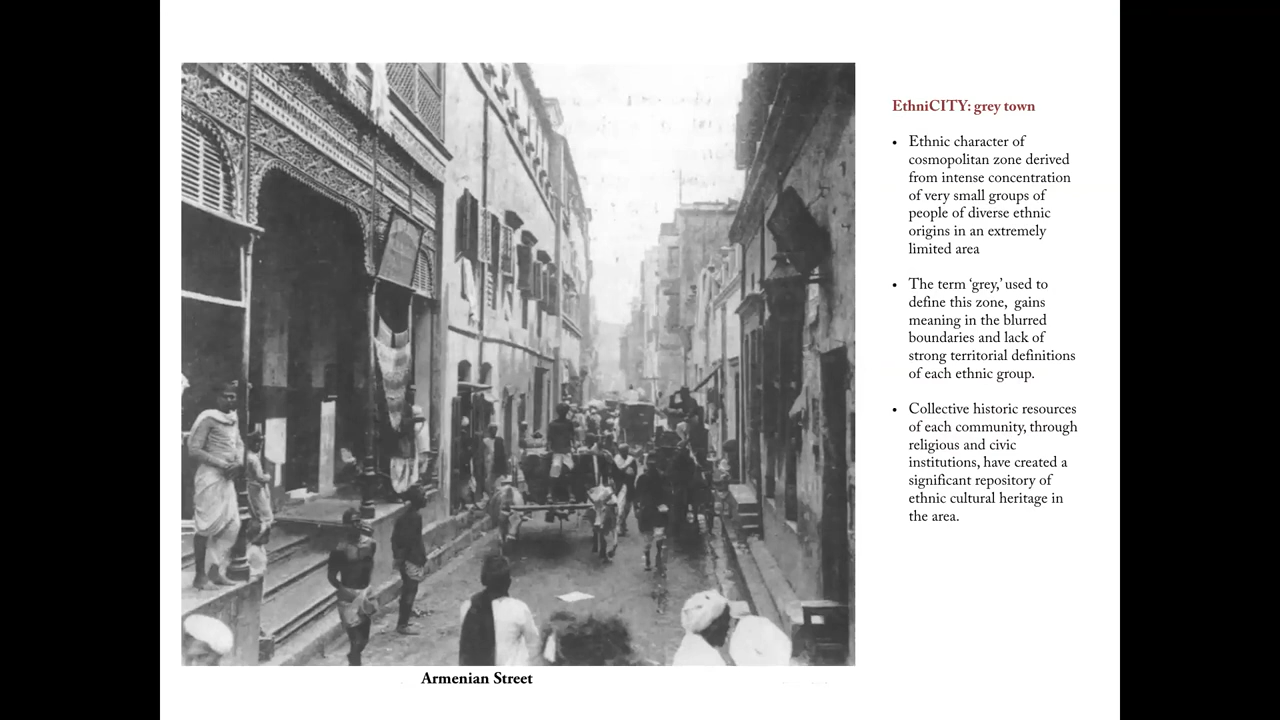 EthniCITY: grey town
• Ethnic character of
cosmopolitan zone derived
from intense concentration
of very small groups of
people of diverse ethnic
origins in an extremely
limited area
• The term ‘grey,’ used to
define this zone, gains
meaning in the blurred
boundaries and lack of
strong territorial definitions
of each ethnic group.
• Collective historic resources
of each community, through
religious and civic
institutions, have created a
significant repository of
ethnic cultural heritage in
the area.
Armenian Street